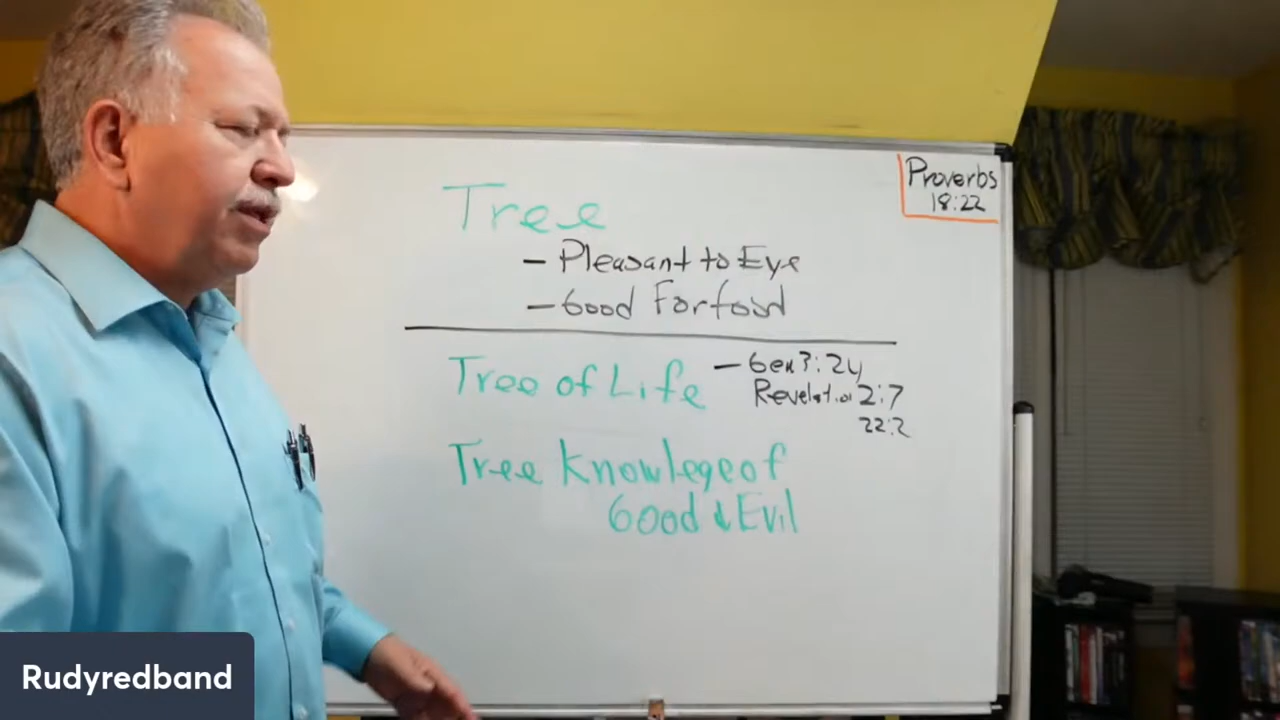 Proverbs
18:22
Tree
- Pleasant to Eye
- Good For food
Tree of Life - Gen 3:24
Revelation 2:7
22:2
Tree Knowlege of
Good & Evil
Rudyredband